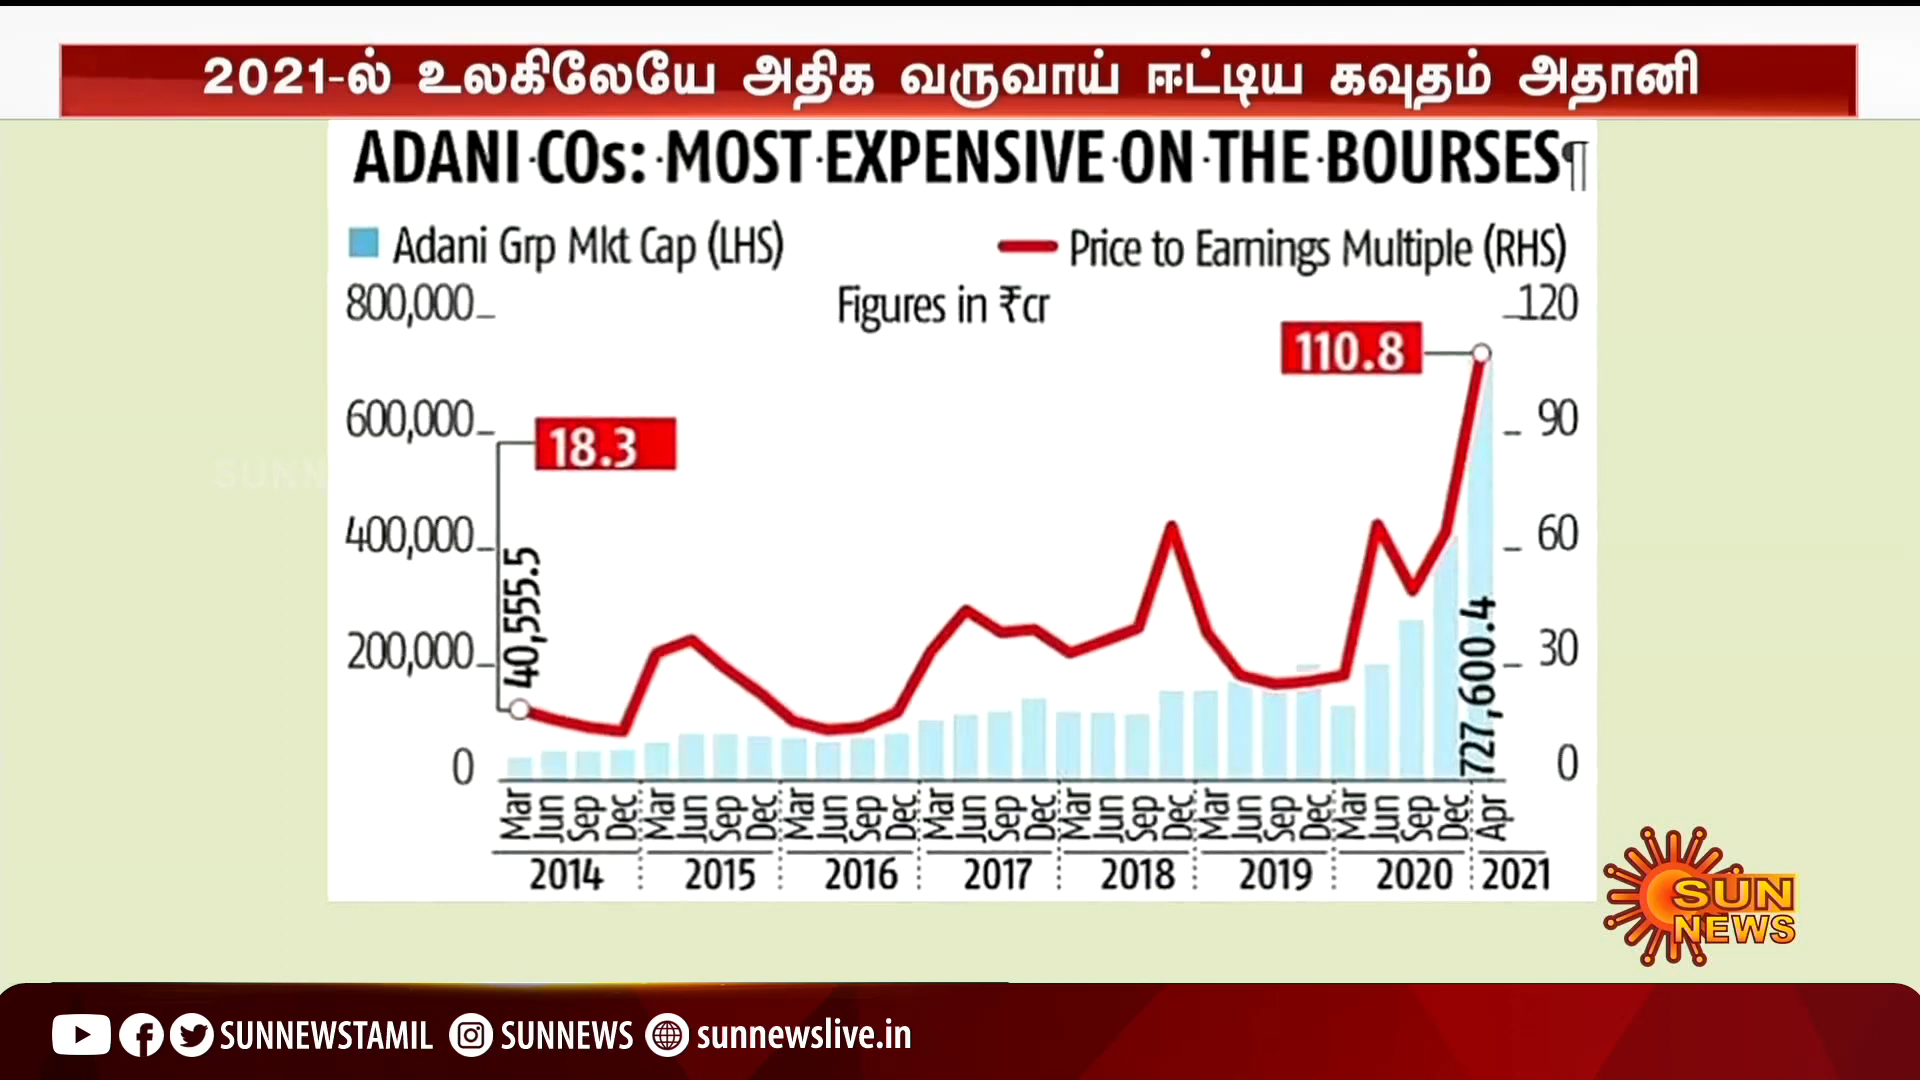 2021-ல் உலகிலேயே அதிக வருவாய் ஈட்டிய கவுதம் அதானி
ADANI·COs:·MOST·EXPENSIVE·ON·THE·BOURSES¶
Adani Grp Mkt Cap (LHS)
Price to Earnings Multiple (RHS)
Figures in ₹cr
800,000
600,000
400,000
200,000
0
120
90
60
30
0
18.3
110.8
40,555.5
727,600.4
Mar Jun Sep Dec Mar Jun Sep Dec Mar Jun Sep Dec Mar Jun Sep Dec Mar Jun Sep Dec Mar Jun Sep Dec Mar Jun Sep Dec Apr
2014 2015 2016 2017 2018 2019 2020 2021
SUNN
SUN
NEWS
SUNNEWSTAMIL SUNNEWS sunnewslive.in